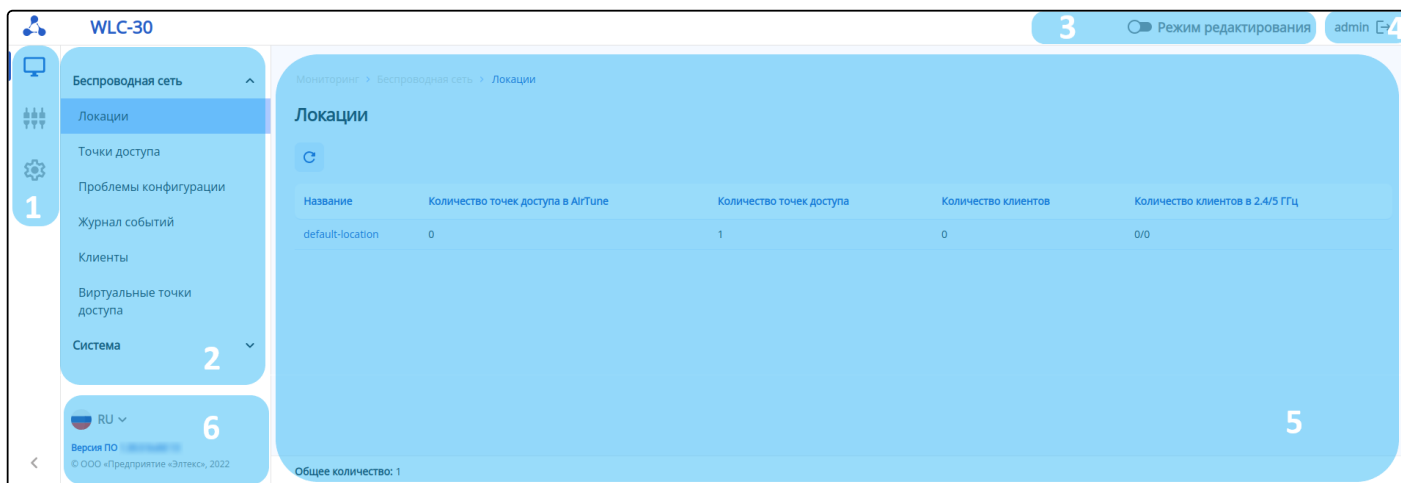 WLC-30
3
Режим редактирования
admin
4
Беспроводная сеть
Локации
Точки доступа
Проблемы конфигурации
Журнал событий
Клиенты
Виртуальные точки
доступа
Система
1
2
RU
6
Версия ПО
© ООО «Предприятие «Элтекс», 2022
Мониторинг > Беспроводная сеть > Локации
Локации
Название Количество точек доступа в AirTune Количество точек доступа Количество клиентов Количество клиентов в 2.4/5 ГГц
default-location 0 1 0 0/0
5
Общее количество: 1